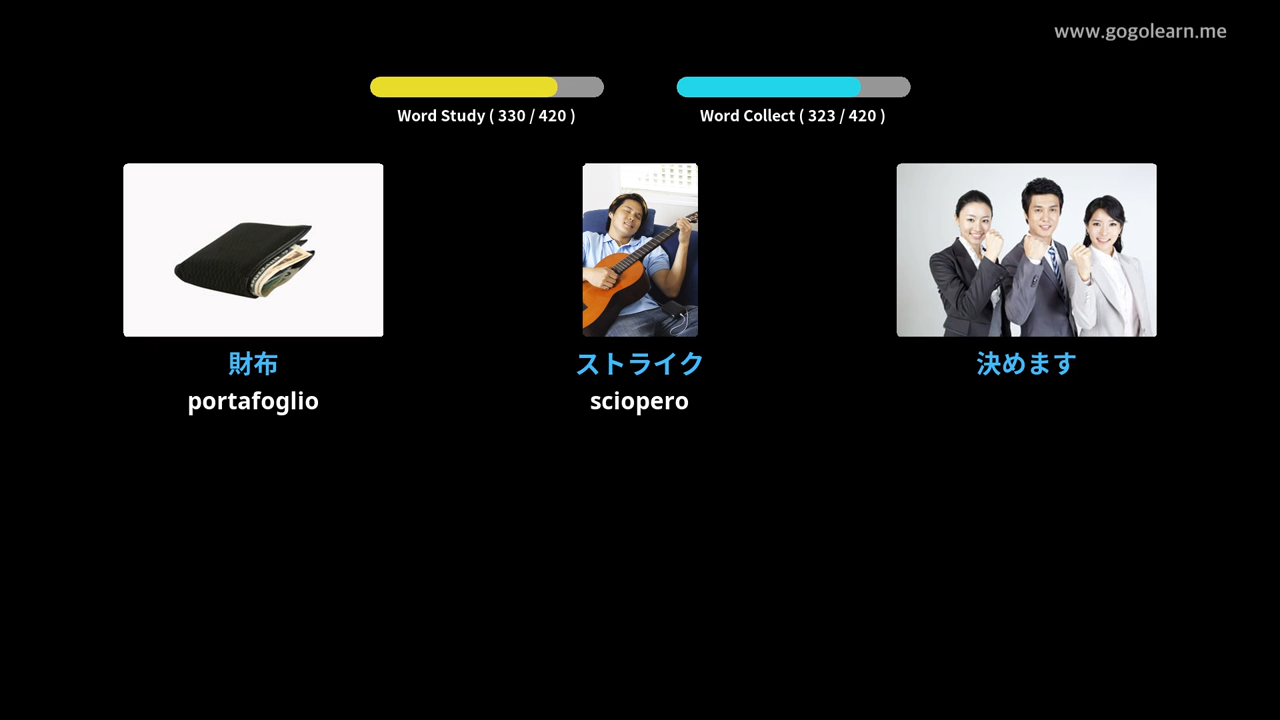 www.gogolearn.me
Word Study ( 330 / 420 )
Word Collect ( 323 / 420 )
財布
ストライク
決めます
portafoglio
sciopero